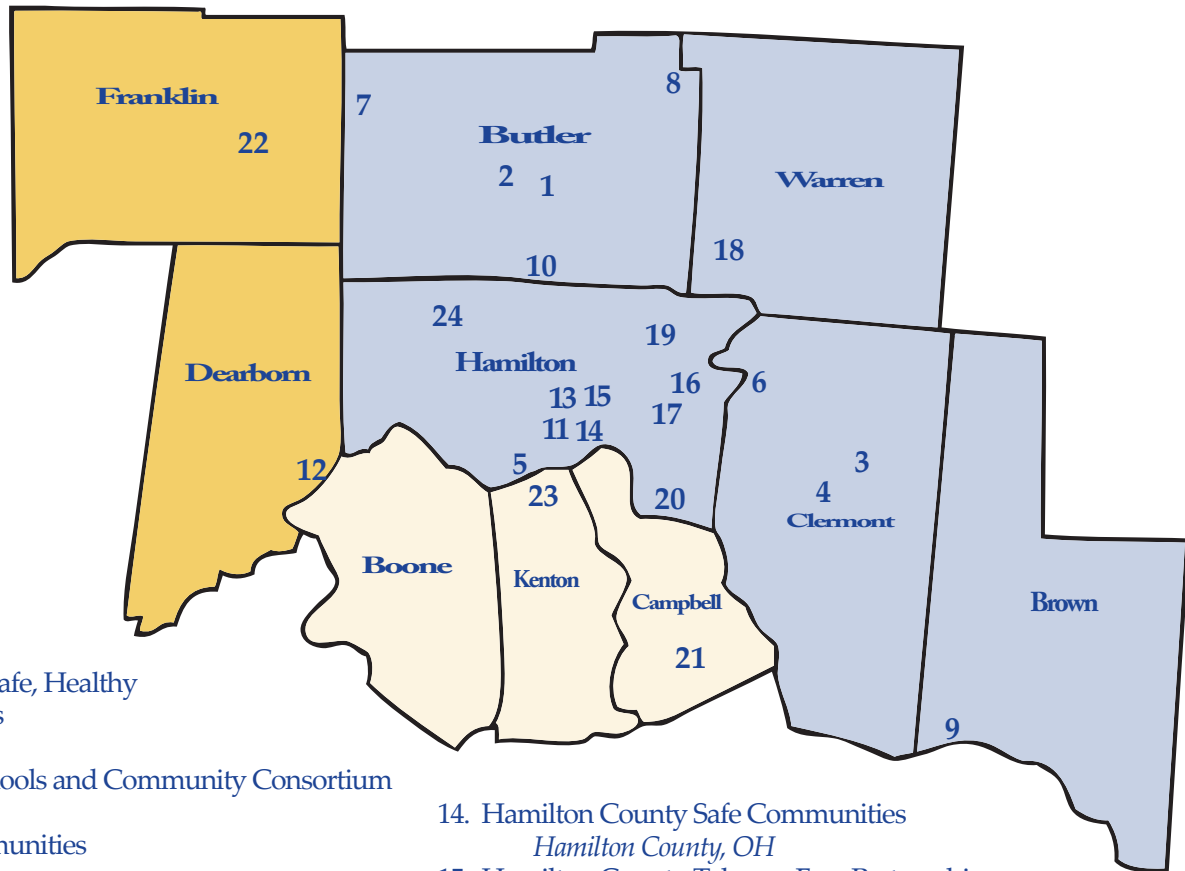 8
7
Franklin
Butler
22
Warren
2
1
18
10
24
19
Hamilton
Dearborn
16
6
13
15
17
11
14
5
3
12
23
20
4
Clermont
Boone
Kenton
Campbell
Brown
21
9
afe, Healthy
s
ools and Community Consortium
munities
14. Hamilton County Safe Communities
Hamilton County, OH